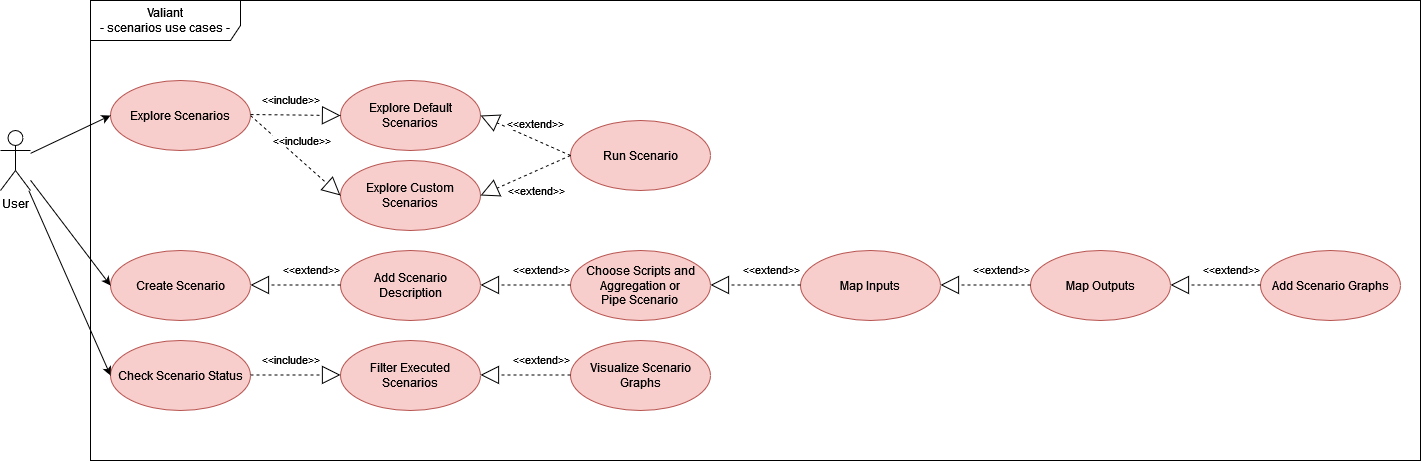 Valiant
- scenarios use cases -
User
Explore Scenarios
<<include>>
<<include>>
Explore Default
Scenarios
Explore Custom
Scenarios
<<extend>>
<<extend>>
Run Scenario
Create Scenario
<<extend>>
Add Scenario
Description
<<extend>>
Choose Scripts and
Aggregation or
Pipe Scenario
<<extend>>
Map Inputs
<<extend>>
Map Outputs
<<extend>>
Add Scenario Graphs
Check Scenario Status
<<include>>
Filter Executed
Scenarios
<<extend>>
Visualize Scenario
Graphs